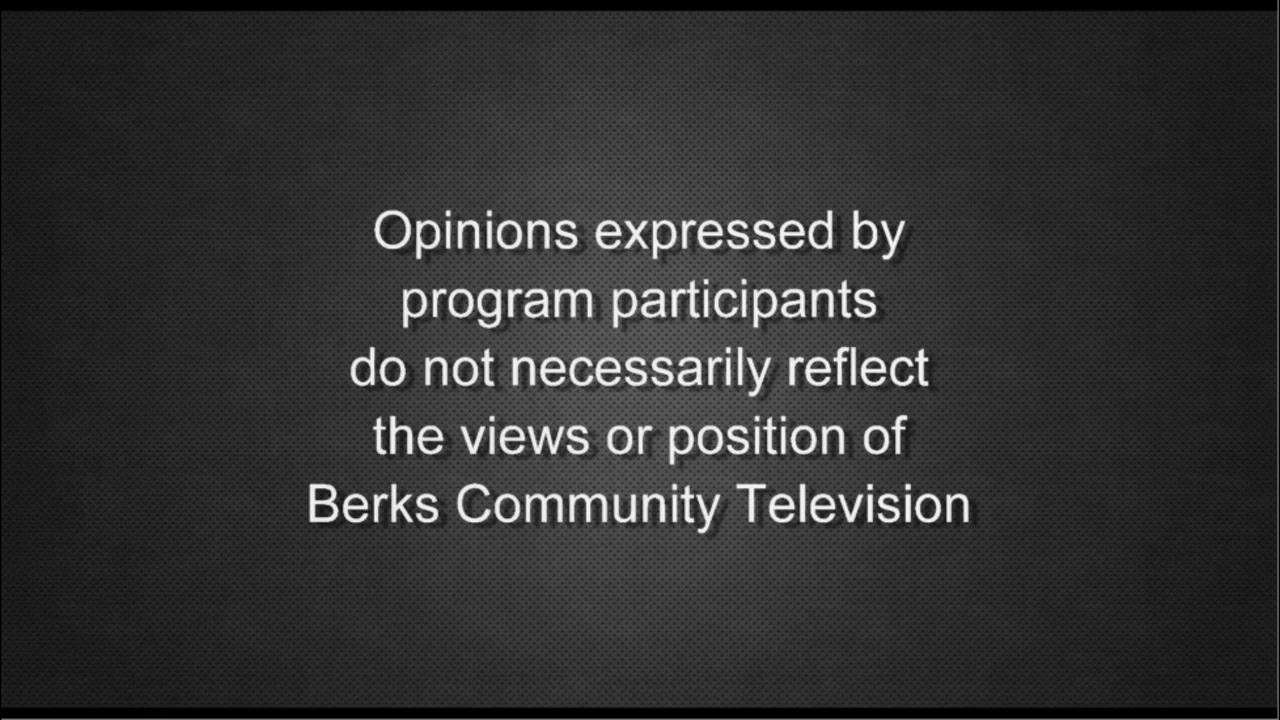 Opinions expressed by
program participants
do not necessarily reflect
the views or position of
Berks Community Television